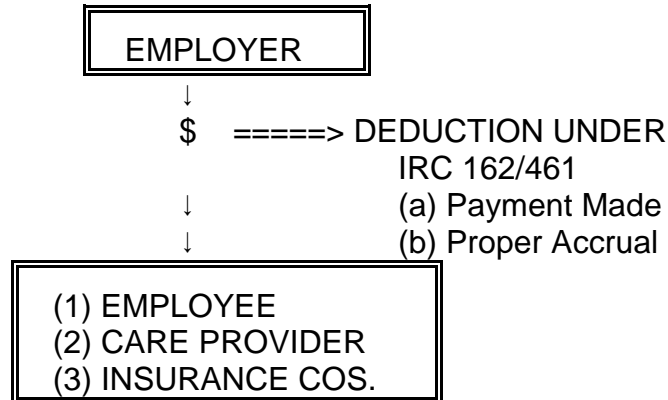 EMPLOYER
↓
$ =====> DEDUCTION UNDER
IRC 162/461
↓ (a) Payment Made
↓ (b) Proper Accrual
(1) EMPLOYEE
(2) CARE PROVIDER
(3) INSURANCE COS.